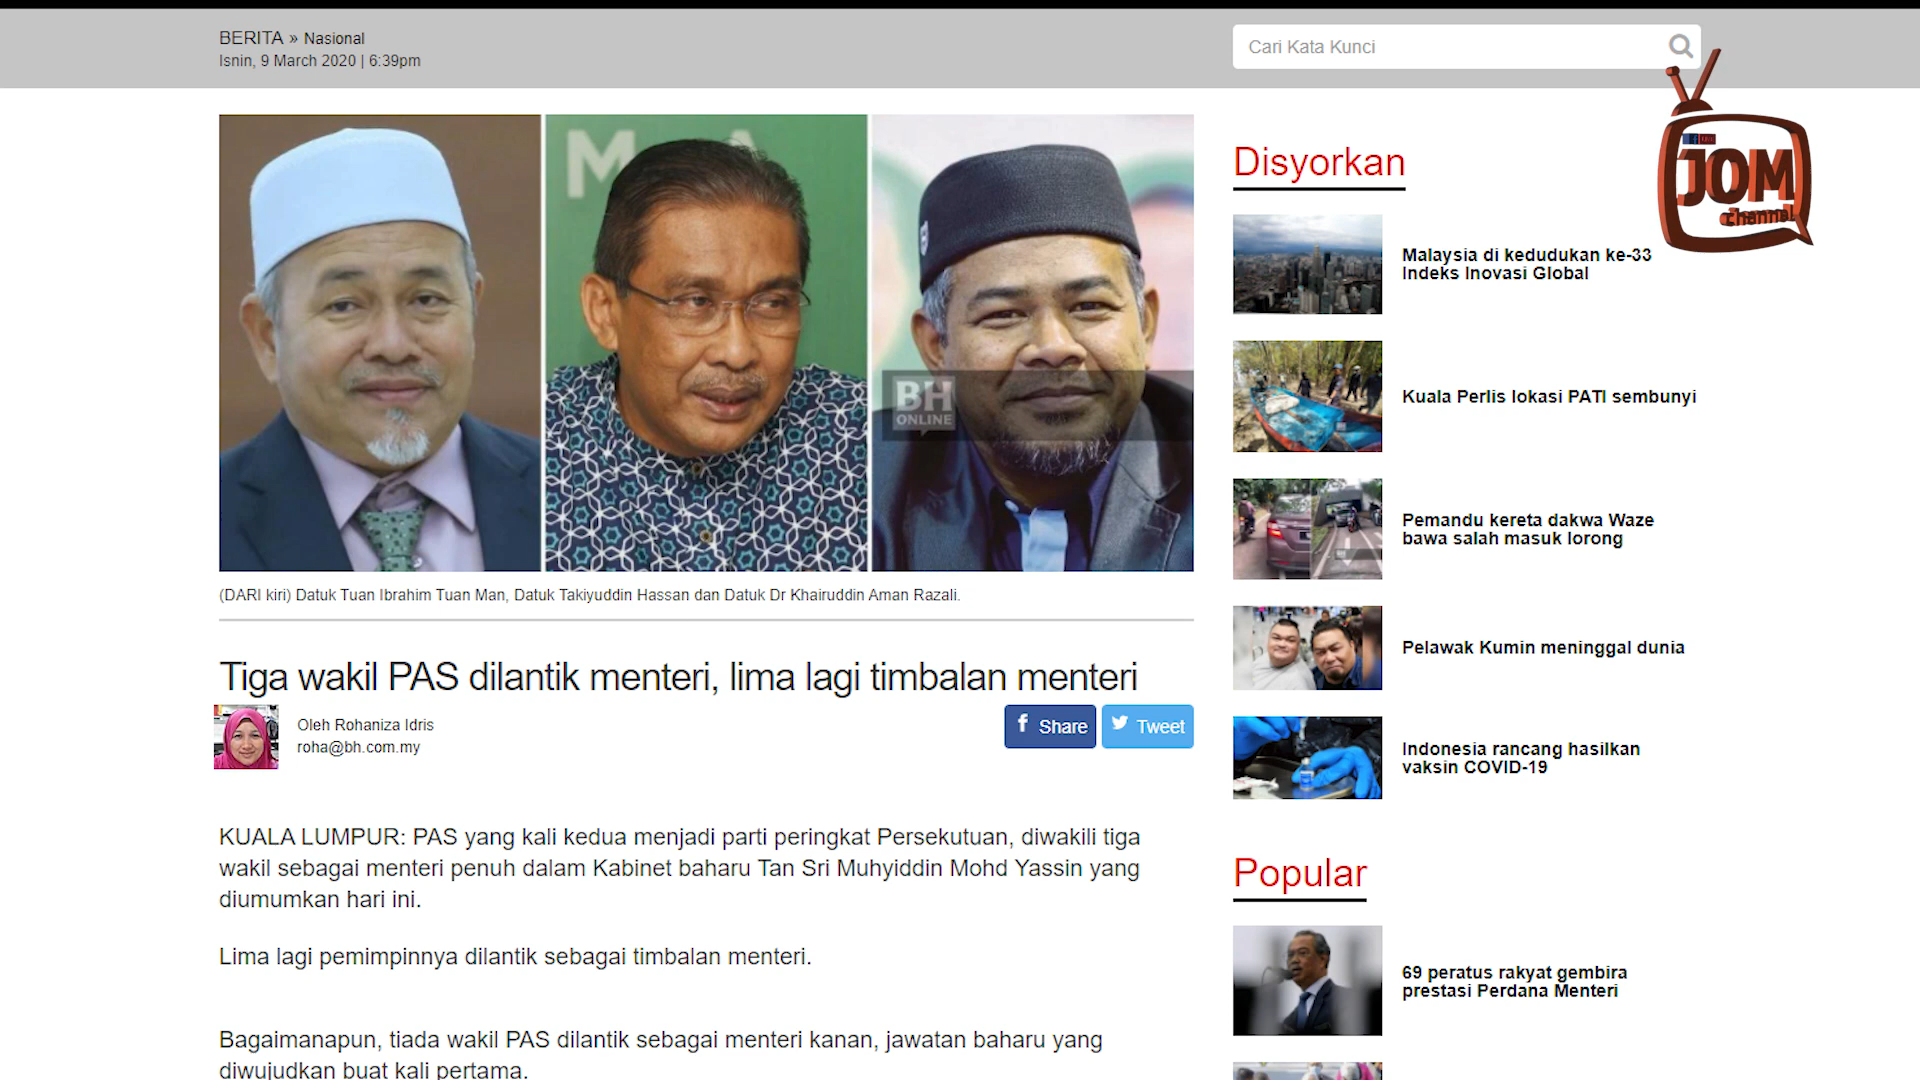 BERITA » Nasional
Isnin, 9 March 2020 | 6:39pm
Cari Kata Kunci
JOM
channel
M A
BH
ONLINE
(DARI kiri) Datuk Tuan Ibrahim Tuan Man, Datuk Takiyuddin Hassan dan Datuk Dr Khairuddin Aman Razali.
Tiga wakil PAS dilantik menteri, lima lagi timbalan menteri
Oleh Rohaniza Idris
roha@bh.com.my
Share
Tweet
KUALA LUMPUR: PAS yang kali kedua menjadi parti peringkat Persekutuan, diwakili tiga
wakil sebagai menteri penuh dalam Kabinet baharu Tan Sri Muhyiddin Mohd Yassin yang
diumumkan hari ini.
Lima lagi pemimpinnya dilantik sebagai timbalan menteri.
Bagaimanapun, tiada wakil PAS dilantik sebagai menteri kanan, jawatan baharu yang
diwujudkan buat kali pertama.
Disyorkan
Malaysia di kedudukan ke-33
Indeks Inovasi Global
Kuala Perlis lokasi PATI sembunyi
Pemandu kereta dakwa Waze
bawa salah masuk lorong
Pelawak Kumin meninggal dunia
Indonesia rancang hasilkan
vaksin COVID-19
Popular
69 peratus rakyat gembira
prestasi Perdana Menteri